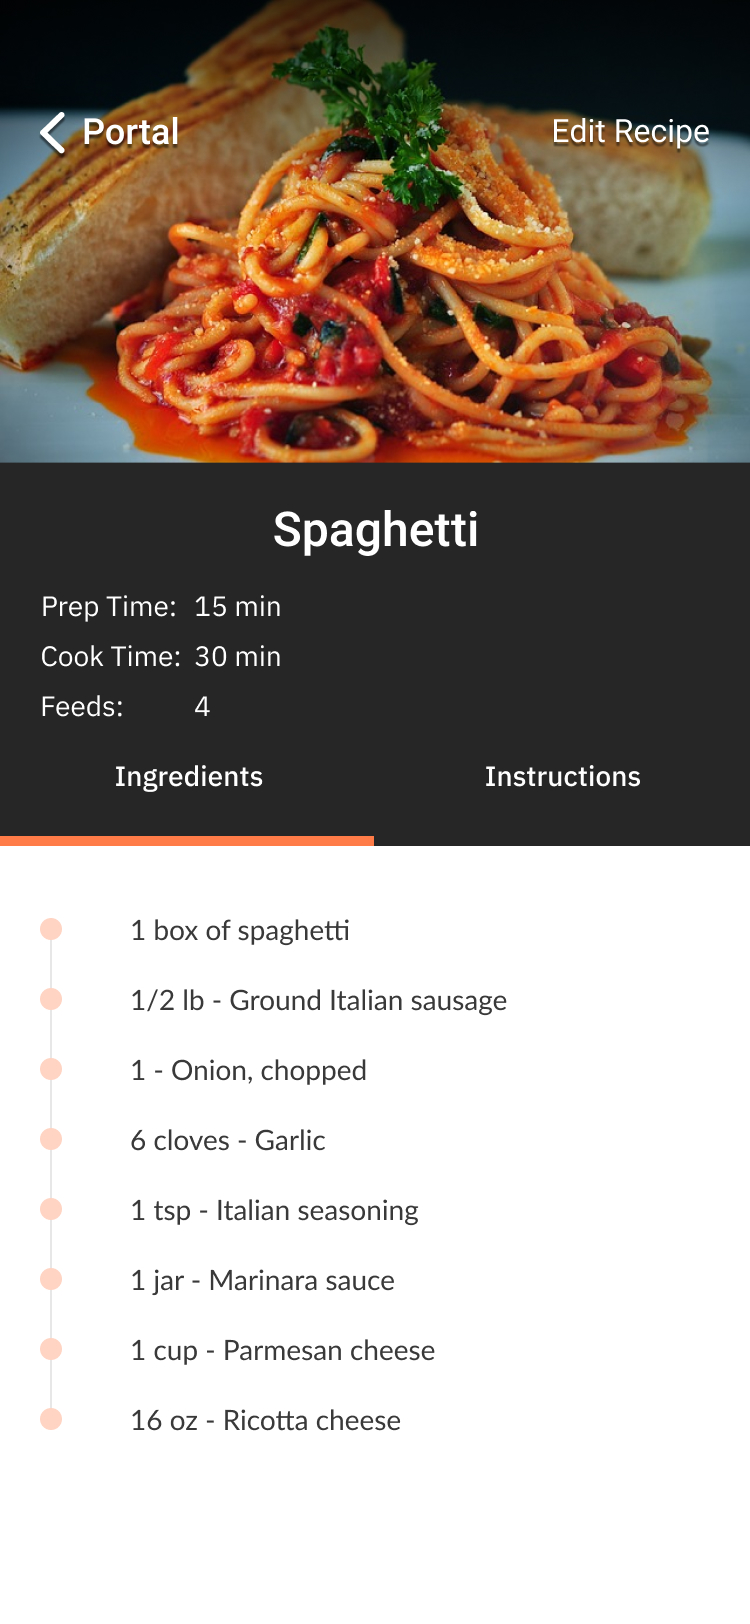 Portal
Edit Recipe
Spaghetti
Prep Time: 15 min
Cook Time: 30 min
Feeds: 4
Ingredients
Instructions
1 box of spaghetti
1/2 lb - Ground Italian sausage
1 - Onion, chopped
6 cloves - Garlic
1 tsp - Italian seasoning
1 jar - Marinara sauce
1 cup - Parmesan cheese
16 oz - Ricotta cheese